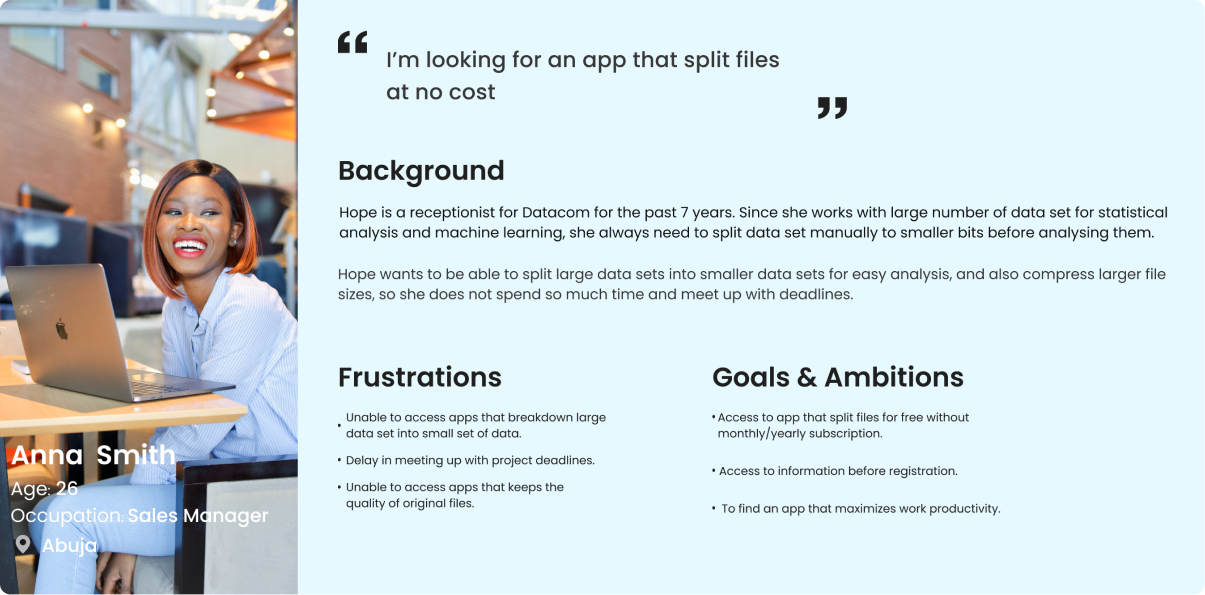 “
I’m looking for an app that split files
at no cost
”
Background
Hope is a receptionist for Datacom for the past 7 years. Since she works with large number of data set for statistical
analysis and machine learning, she always need to split data set manually to smaller bits before analysing them.
Hope wants to be able to split large data sets into smaller data sets for easy analysis, and also compress larger file
sizes, so she does not spend so much time and meet up with deadlines.
Frustrations
• Unable to access apps that breakdown large
data set into small set of data.
• Delay in meeting up with project deadlines.
• Unable to access apps that keeps the
quality of original files.
Goals & Ambitions
• Access to app that split files for free without
monthly/yearly subscription.
• Access to information before registration.
• To find an app that maximizes work productivity.
Anna Smith
Age: 26
Occupation: Sales Manager
Abuja